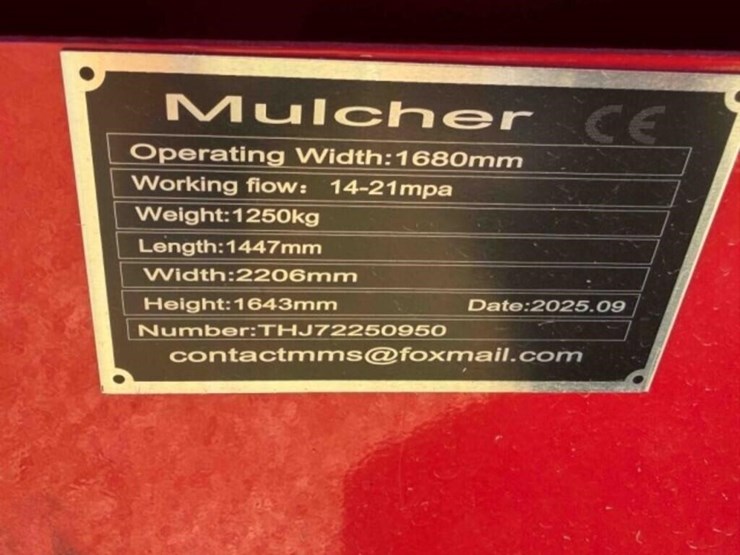 Mulcher CE
Operating Width:1680mm
Working fiow: 14-21mpa
Weight:1250kg
Length:1447mm
Width:2206mm
Height:1643mm Date:2025.09
Number:THJ72250950
contactmms@foxmail.com